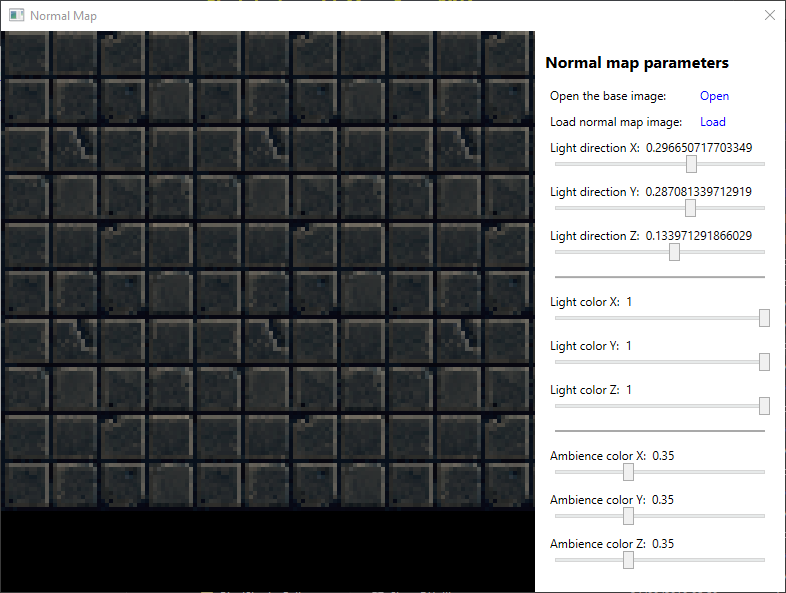 Normal Map
Normal map parameters
Open the base image: Open
Load normal map image: Load
Light direction X: 0.296650717703349
Light direction Y: 0.287081339712919
Light direction Z: 0.133971291866029
Light color X: 1
Light color Y: 1
Light color Z: 1
Ambience color X: 0.35
Ambience color Y: 0.35
Ambience color Z: 0.35